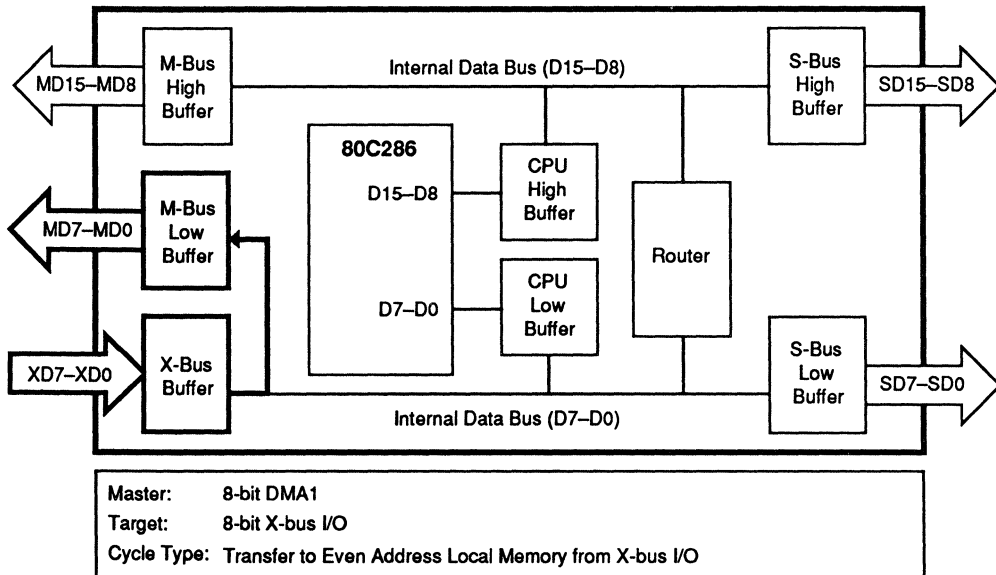 MD15–MD8
M-Bus
High
Buffer
Internal Data Bus (D15–D8)
S-Bus
High
Buffer
SD15–SD8
80C286
D15–D8
CPU
High
Buffer
MD7–MD0
M-Bus
Low
Buffer
Router
D7–D0
CPU
Low
Buffer
XD7–XD0
X-Bus
Buffer
S-Bus
Low
Buffer
SD7–SD0
Internal Data Bus (D7–D0)
Master: 8-bit DMA1
Target: 8-bit X-bus I/O
Cycle Type: Transfer to Even Address Local Memory from X-bus I/O